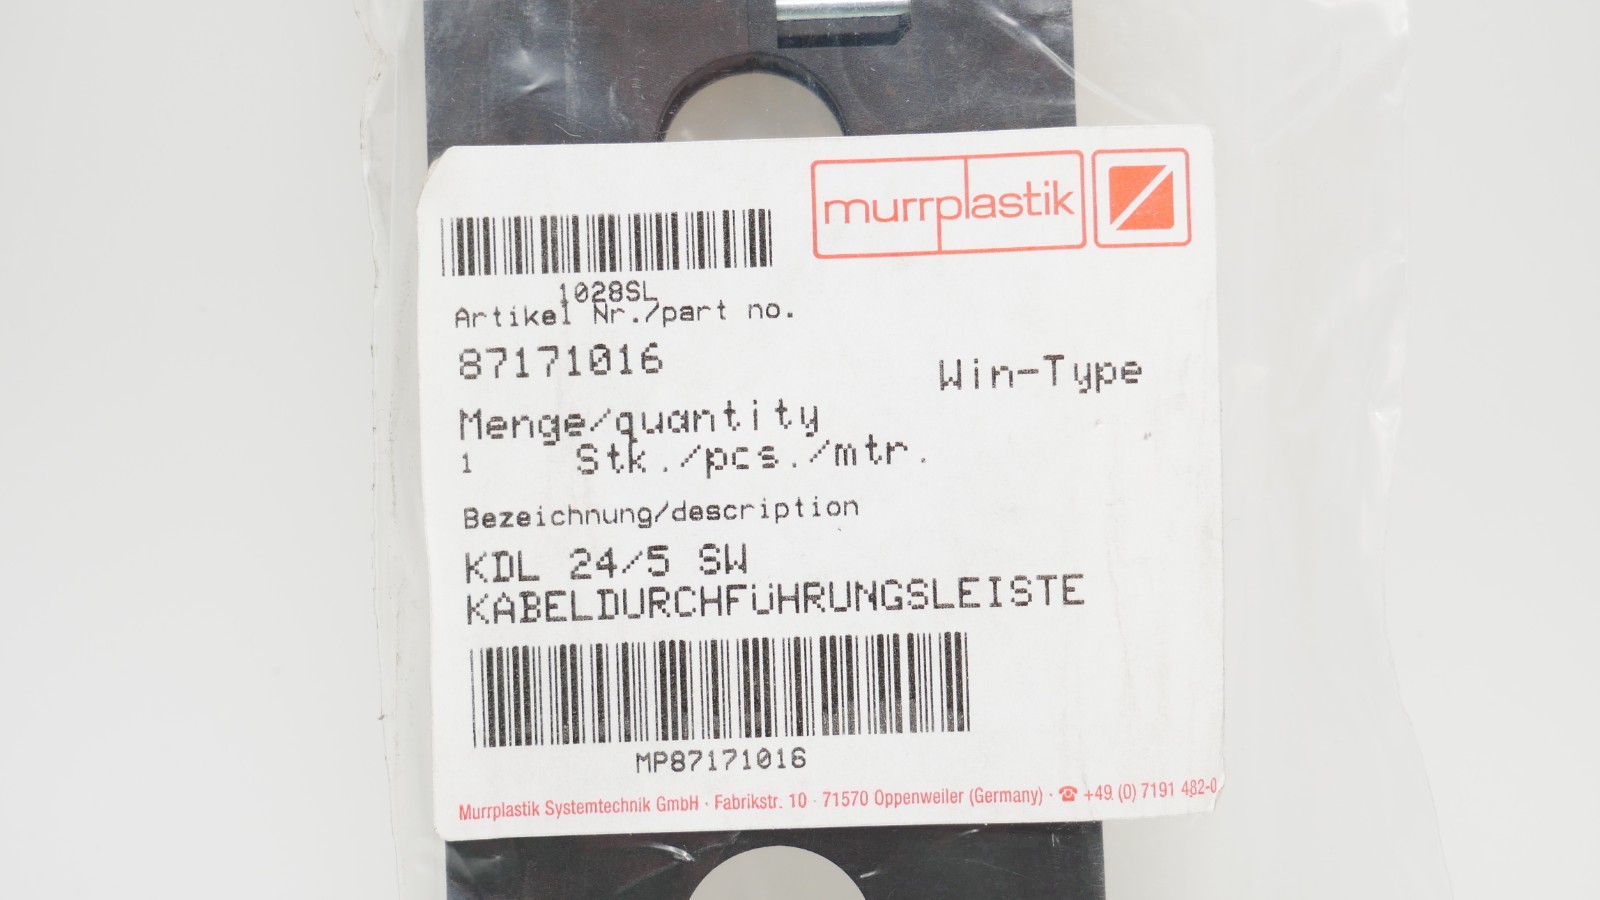 murrplastik
1028SL
Artikel Nr./part no.
87171016
Win-Type
Menge/quantity
1 Stk./pcs./mtr.
Bezeichnung/description
KDL 24/5 SW
KABELDURCHFÜHRUNGSLEISTE
MP87171016
Murrplastik Systemtechnik GmbH · Fabrikstr. 10 · 71570 Oppenweiler (Germany) · ☎ +49 (0) 7191 482-0